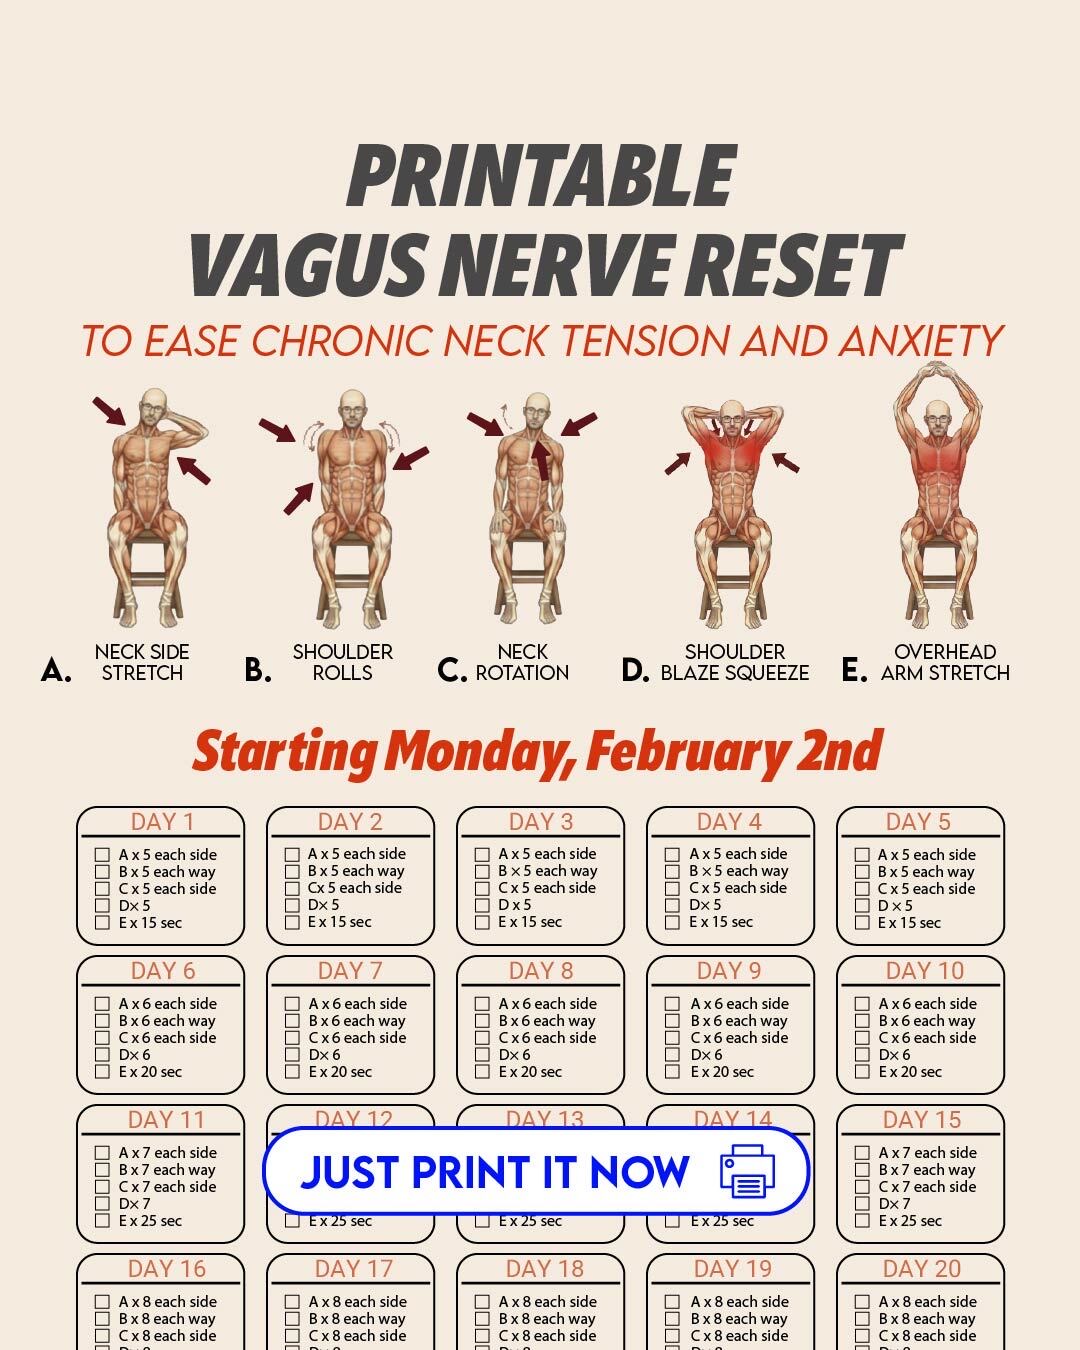 PRINTABLE
VAGUS NERVE RESET
TO EASE CHRONIC NECK TENSION AND ANXIETY
A. NECK SIDE
STRETCH
B. SHOULDER
ROLLS
C. NECK
ROTATION
D. SHOULDER
BLAZE SQUEEZE
E. OVERHEAD
ARM STRETCH
Starting Monday, February 2nd
DAY 1
A x 5 each side
B x 5 each way
C x 5 each side
D× 5
E x 15 sec
DAY 2
A x 5 each side
B x 5 each way
Cx 5 each side
D× 5
E x 15 sec
DAY 3
A x 5 each side
B × 5 each way
C x 5 each side
D x 5
E x 15 sec
DAY 4
A x 5 each side
B × 5 each way
C x 5 each side
D× 5
E x 15 sec
DAY 5
A x 5 each side
B x 5 each way
C x 5 each side
D × 5
E x 15 sec
DAY 6
A x 6 each side
B x 6 each way
C x 6 each side
D× 6
E x 20 sec
DAY 7
A x 6 each side
B x 6 each way
C x 6 each side
D× 6
E x 20 sec
DAY 8
A x 6 each side
B x 6 each way
C x 6 each side
D× 6
E x 20 sec
DAY 9
A x 6 each side
B x 6 each way
C x 6 each side
D× 6
E x 20 sec
DAY 10
A x 6 each side
B x 6 each way
C x 6 each side
D× 6
E x 20 sec
DAY 11
A x 7 each side
B x 7 each way
C x 7 each side
D× 7
E x 25 sec
DAY 12
E x 25 sec
DAY 13
E x 25 sec
DAY 14
E x 25 sec
JUST PRINT IT NOW
DAY 15
A x 7 each side
B x 7 each way
C x 7 each side
D× 7
E x 25 sec
DAY 16
A x 8 each side
B x 8 each way
C x 8 each side
DAY 17
A x 8 each side
B x 8 each way
C x 8 each side
DAY 18
A x 8 each side
B x 8 each way
C x 8 each side
DAY 19
A x 8 each side
B x 8 each way
C x 8 each side
DAY 20
A x 8 each side
B x 8 each way
C x 8 each side